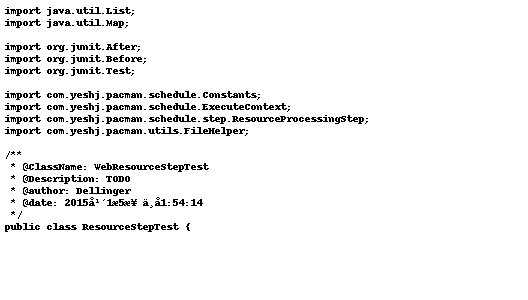 import java.util.List;
import java.util.Map;
import org.junit.After;
import org.junit.Before;
import org.junit.Test;
import com.yeshj.pacman.schedule.Constants;
import com.yeshj.pacman.schedule.ExecuteContext;
import com.yeshj.pacman.schedule.step.ResourceProcessingStep;
import com.yeshj.pacman.utils.FileHelper;
/**
* @ClassName: WebResourceStepTest
* @Description: TODO
* @author: Dellinger
* @date: 2015å¹´1æ5æ¥ ä¸å1:54:14
*/
public class ResourceStepTest {